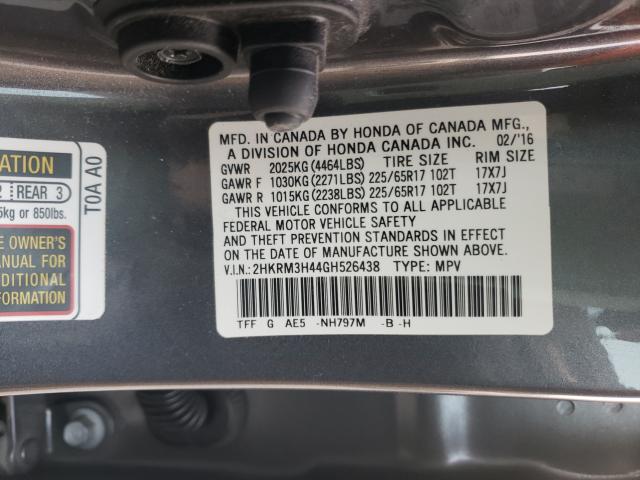 MFD. IN CANADA BY HONDA OF CANADA MFG.,
A DIVISION OF HONDA CANADA INC. 02/'16
GVWR 2025KG(4464LBS) TIRE SIZE RIM SIZE
GAWR F 1030KG(2271LBS) 225/65R17 102T 17X7J
GAWR R 1015KG(2238LBS) 225/65R17 102T 17X7J
THIS VEHICLE CONFORMS TO ALL APPLICABLE
FEDERAL MOTOR VEHICLE SAFETY
AND THEFT PREVENTION STANDARDS IN EFFECT
ON THE DATE OF MANUFACTURE SHOWN ABOVE.
V.I.N.:2HKRM3H44GH526438 TYPE: MPV
TFF G AE5 -NH797M -B -H
ATION
2 REAR 3
5kg or 850lbs.
E OWNER'S
MANUAL FOR
DDITIONAL
FORMATION
T0A A0